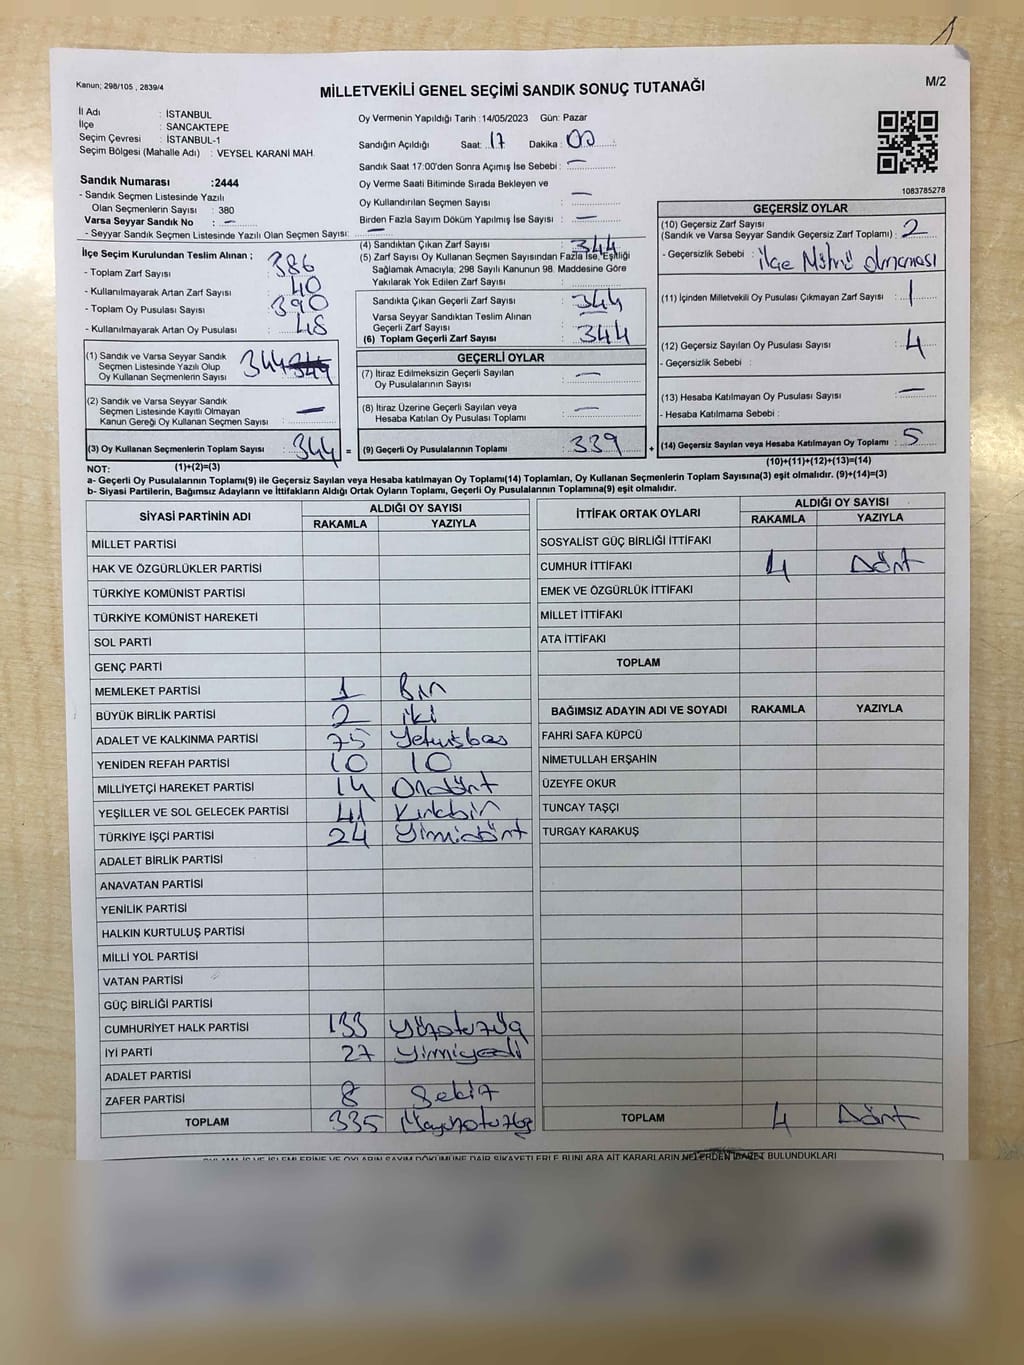 Kanun; 298/105 , 2839/4
MİLLETVEKİLİ GENEL SEÇİMİ SANDIK SONUÇ TUTANAĞI
M/2
İl Adı : İSTANBUL
İlçe : SANCAKTEPE
Seçim Çevresi : İSTANBUL-1
Seçim Bölgesi (Mahalle Adı) : VEYSEL KARANİ MAH.
Sandık Numarası :2444
- Sandık Seçmen Listesinde Yazılı
Olan Seçmenlerin Sayısı : 380
Varsa Seyyar Sandık No : -
- Seyyar Sandık Seçmen Listesinde Yazılı Olan Seçmen Sayısı: -
Oy Vermenin Yapıldığı Tarih :14/05/2023 Gün: Pazar
Sandığın Açıldığı Saat: 17 Dakika : 00
Sandık Saat 17:00'den Sonra Açımış İse Sebebi : -
Oy Verme Saati Bitiminde Sırada Bekleyen ve
Oy Kullandırılan Seçmen Sayısı : -
Birden Fazla Sayım Döküm Yapılmış İse Sayısı : -
1083785278
İlçe Seçim Kurulundan Teslim Alınan ;
- Toplam Zarf Sayısı : 386
- Kullanılmayarak Artan Zarf Sayısı : 40
- Toplam Oy Pusulası Sayısı : 390
- Kullanılmayarak Artan Oy Pusulası : 48
(1) Sandık ve Varsa Seyyar Sandık
Seçmen Listesinde Yazılı Olup
Oy Kullanan Seçmenlerin Sayısı : 344
(2) Sandık ve Varsa Seyyar Sandık
Seçmen Listesinde Kayıtlı Olmayan
Kanun Gereği Oy Kullanan Seçmen Sayısı : -
(3) Oy Kullanan Seçmenlerin Toplam Sayısı : 344 =
(1)+(2)=(3)
(4) Sandıktan Çıkan Zarf Sayısı : 344
(5) Zarf Sayısı Oy Kullanan Seçmen Sayısından Fazla İse, Eşitliği
Sağlamak Amacıyla; 298 Sayılı Kanunun 98. Maddesine Göre
Yakılarak Yok Edilen Zarf Sayısı :
Sandıkta Çıkan Geçerli Zarf Sayısı : 344
Varsa Seyyar Sandıktan Teslim Alınan
Geçerli Zarf Sayısı : -
(6) Toplam Geçerli Zarf Sayısı : 344
GEÇERLİ OYLAR
(7) İtiraz Edilmeksizin Geçerli Sayılan
Oy Pusulalarının Sayısı : -
(8) İtiraz Üzerine Geçerli Sayılan veya
Hesaba Katılan Oy Pusulası Toplamı : -
(9) Geçerli Oy Pusulalarının Toplamı : 339 +
GEÇERSİZ OYLAR
(10) Geçersiz Zarf Sayısı
(Sandık ve Varsa Seyyar Sandık Geçersiz Zarf Toplamı) : 2
- Geçersizlik Sebebi : ilçe Mührü olmaması
(11) İçinden Milletvekili Oy Pusulası Çıkmayan Zarf Sayısı : 1
(12) Geçersiz Sayılan Oy Pusulası Sayısı : 4
- Geçersizlik Sebebi :
(13) Hesaba Katılmayan Oy Pusulası Sayısı : -
- Hesaba Katılmama Sebebi :
(14) Geçersiz Sayılan veya Hesaba Katılmayan Oy Toplamı : 5
(10)+(11)+(12)+(13)=(14)
NOT:
a- Geçerli Oy Pusulalarının Toplamı(9) ile Geçersiz Sayılan veya Hesaba katılmayan Oy Toplamı(14) Toplamları, Oy Kullanan Seçmenlerin Toplam Sayısına(3) eşit olmalıdır. (9)+(14)=(3)
b- Siyasi Partilerin, Bağımsız Adayların ve İttifakların Aldığı Ortak Oyların Toplamı, Geçerli Oy Pusulalarının Toplamına(9) eşit olmalıdır.
SİYASİ PARTİNİN ADI ALDIĞI OY SAYISI
RAKAMLA YAZIYLA
MİLLET PARTİSİ
HAK VE ÖZGÜRLÜKLER PARTİSİ
TÜRKİYE KOMÜNİST PARTİSİ
TÜRKİYE KOMÜNİST HAREKETİ
SOL PARTİ
GENÇ PARTİ
MEMLEKET PARTİSİ 1 Bir
BÜYÜK BİRLİK PARTİSİ 2 iki
ADALET VE KALKINMA PARTİSİ 75 Yetmişbeş
YENİDEN REFAH PARTİSİ 10 10
MİLLİYETÇİ HAREKET PARTİSİ 14 Ondört
YEŞİLLER VE SOL GELECEK PARTİSİ 41 Kırkbir
TÜRKİYE İŞÇİ PARTİSİ 24 Yirmidört
ADALET BİRLİK PARTİSİ
ANAVATAN PARTİSİ
YENİLİK PARTİSİ
HALKIN KURTULUŞ PARTİSİ
MİLLİ YOL PARTİSİ
VATAN PARTİSİ
GÜÇ BİRLİĞİ PARTİSİ
CUMHURİYET HALK PARTİSİ 133 Yüzotuzüç
İYİ PARTİ 27 Yirmiyedi
ADALET PARTİSİ
ZAFER PARTİSİ 8 Sekiz
TOPLAM 335
İTTİFAK ORTAK OYLARI ALDIĞI OY SAYISI
RAKAMLA YAZIYLA
SOSYALİST GÜÇ BİRLİĞİ İTTİFAKI
CUMHUR İTTİFAKI 4 Dört
EMEK VE ÖZGÜRLÜK İTTİFAKI
MİLLET İTTİFAKI
ATA İTTİFAKI
TOPLAM
BAĞIMSIZ ADAYIN ADI VE SOYADI RAKAMLA YAZIYLA
FAHRİ SAFA KÜPCÜ
NİMETULLAH ERŞAHİN
ÜZEYFE OKUR
TUNCAY TAŞÇI
TURGAY KARAKUŞ
TOPLAM 4 Dört